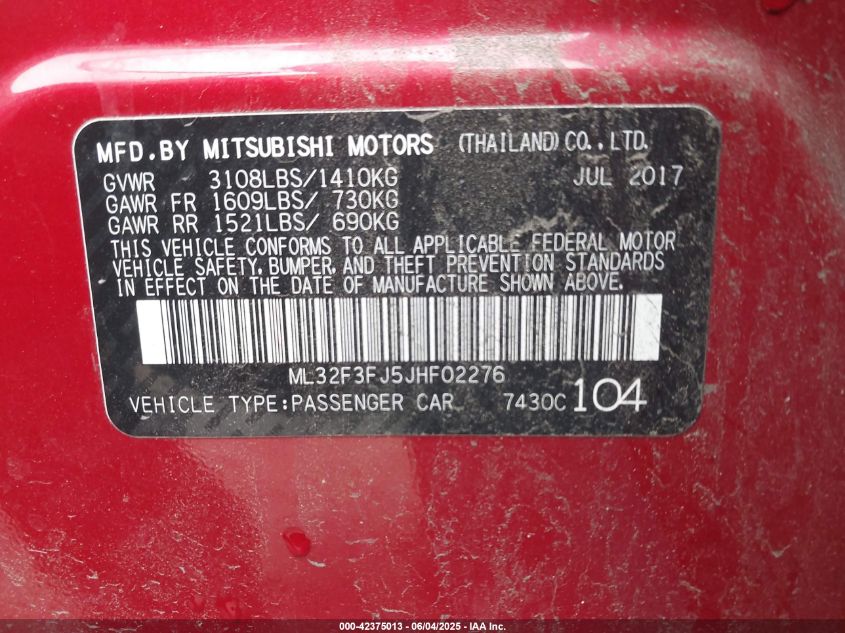 MFD.BY MITSUBISHI MOTORS (THAILAND) CO., LTD.
GVWR 3108LBS/1410KG JUL 2017
GAWR FR 1609LBS/ 730KG
GAWR RR 1521LBS/ 690KG
THIS VEHICLE CONFORMS TO ALL APPLICABLE FEDERAL MOTOR
VEHICLE SAFETY, BUMPER, AND THEFT PREVENTION STANDARDS
IN EFFECT ON THE DATE OF MANUFACTURE SHOWN ABOVE.
ML32F3FJ5JHF02276
VEHICLE TYPE:PASSENGER CAR 7430C 104
000-42375013 - 06/04/2025 - IAA Inc.